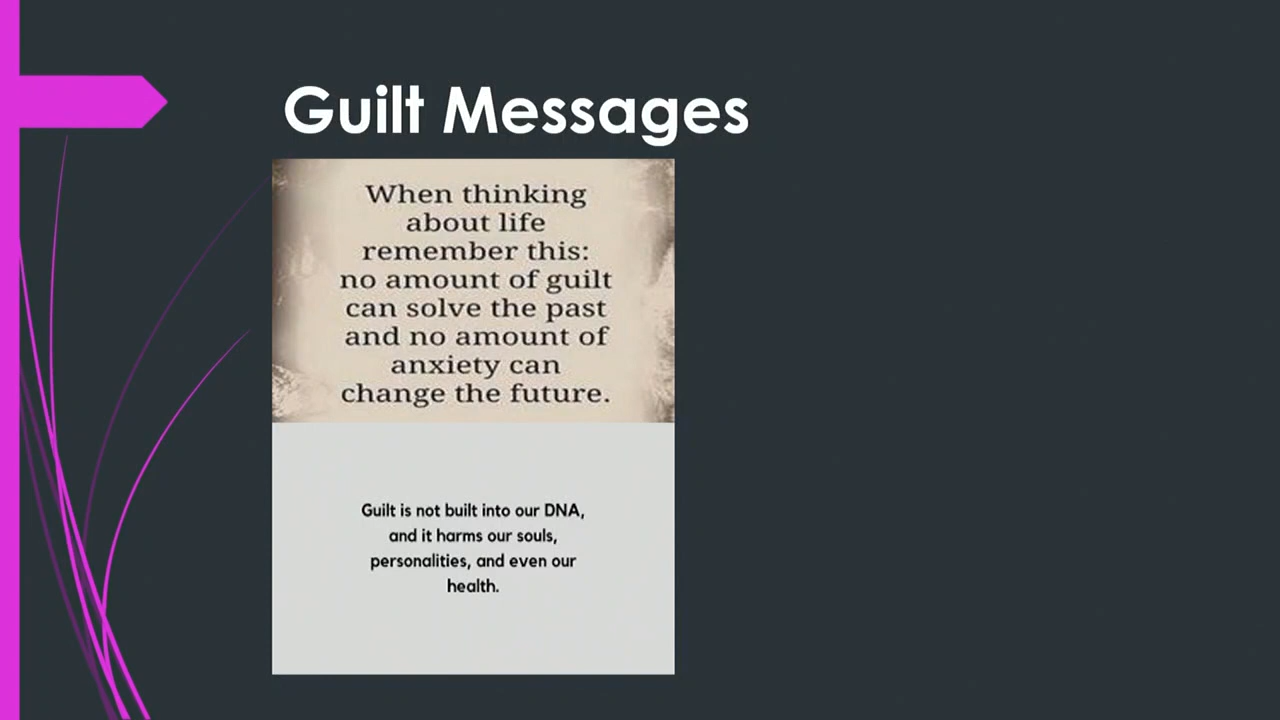 Guilt Messages
When thinking
about life
remember this:
no amount of guilt
can solve the past
and no amount of
anxiety can
change the future.
Guilt is not built into our DNA,
and it harms our souls,
personalities, and even our
health.